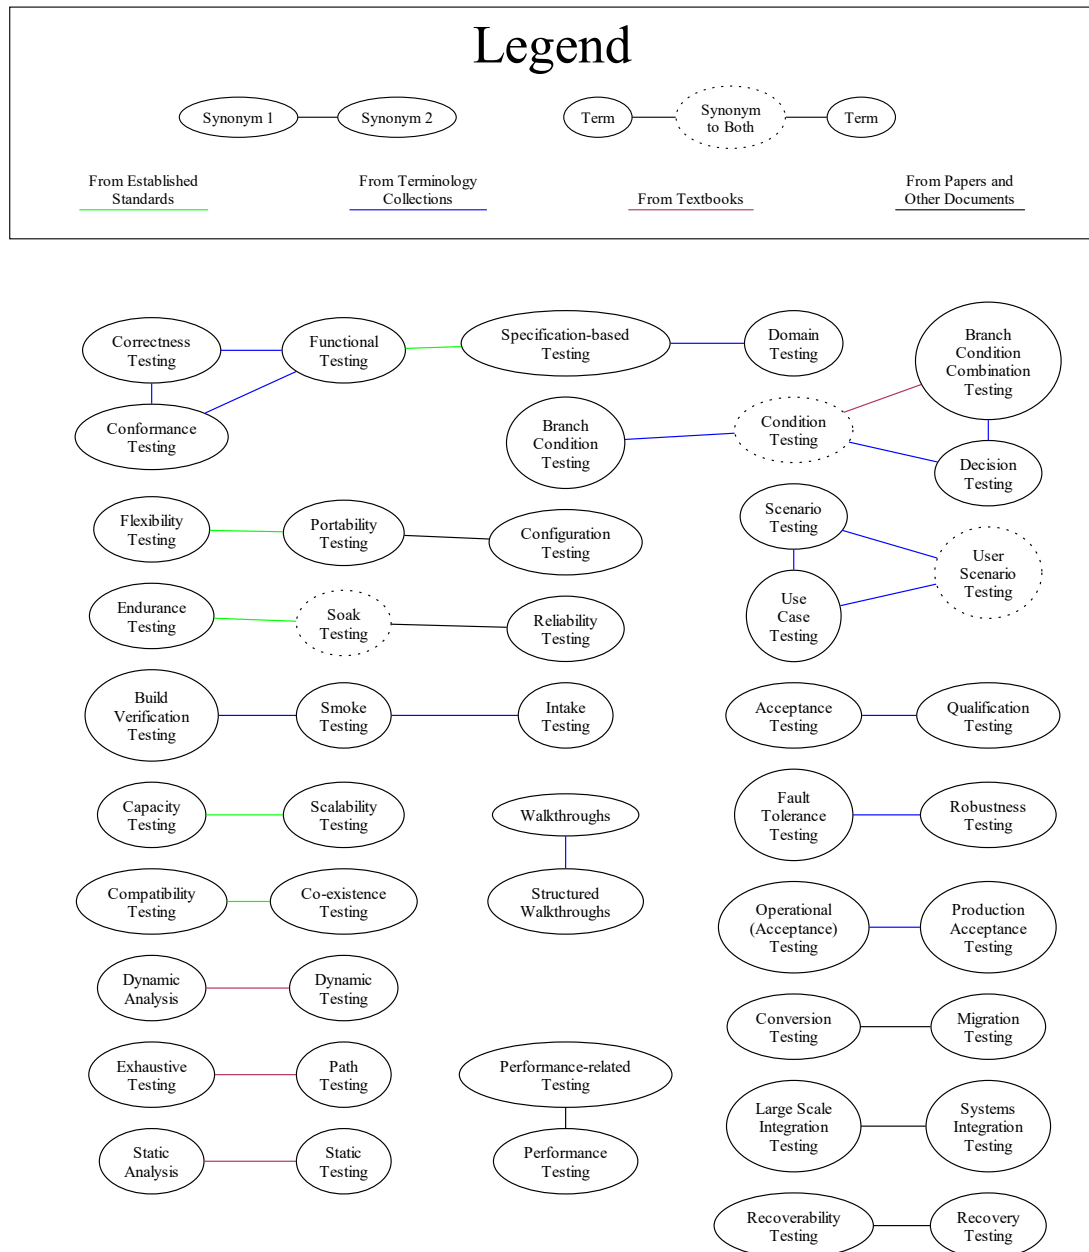 Legend
Synonym 1
Synonym 2
Term
Synonym
to Both
Term
From Established
Standards
From Terminology
Collections
From Textbooks
From Papers and
Other Documents
Correctness
Testing
Functional
Testing
Specification-based
Testing
Domain
Testing
Branch
Condition
Combination
Testing
Conformance
Testing
Branch
Condition
Testing
Condition
Testing
Decision
Testing
Flexibility
Testing
Portability
Testing
Configuration
Testing
Scenario
Testing
User
Scenario
Testing
Use
Case
Testing
Endurance
Testing
Soak
Testing
Reliability
Testing
Build
Verification
Testing
Smoke
Testing
Intake
Testing
Acceptance
Testing
Qualification
Testing
Capacity
Testing
Scalability
Testing
Walkthroughs
Fault
Tolerance
Testing
Robustness
Testing
Compatibility
Testing
Co-existence
Testing
Structured
Walkthroughs
Operational
(Acceptance)
Testing
Production
Acceptance
Testing
Dynamic
Analysis
Dynamic
Testing
Conversion
Testing
Migration
Testing
Exhaustive
Testing
Path
Testing
Performance-related
Testing
Large Scale
Integration
Testing
Systems
Integration
Testing
Static
Analysis
Static
Testing
Performance
Testing
Recoverability
Testing
Recovery
Testing